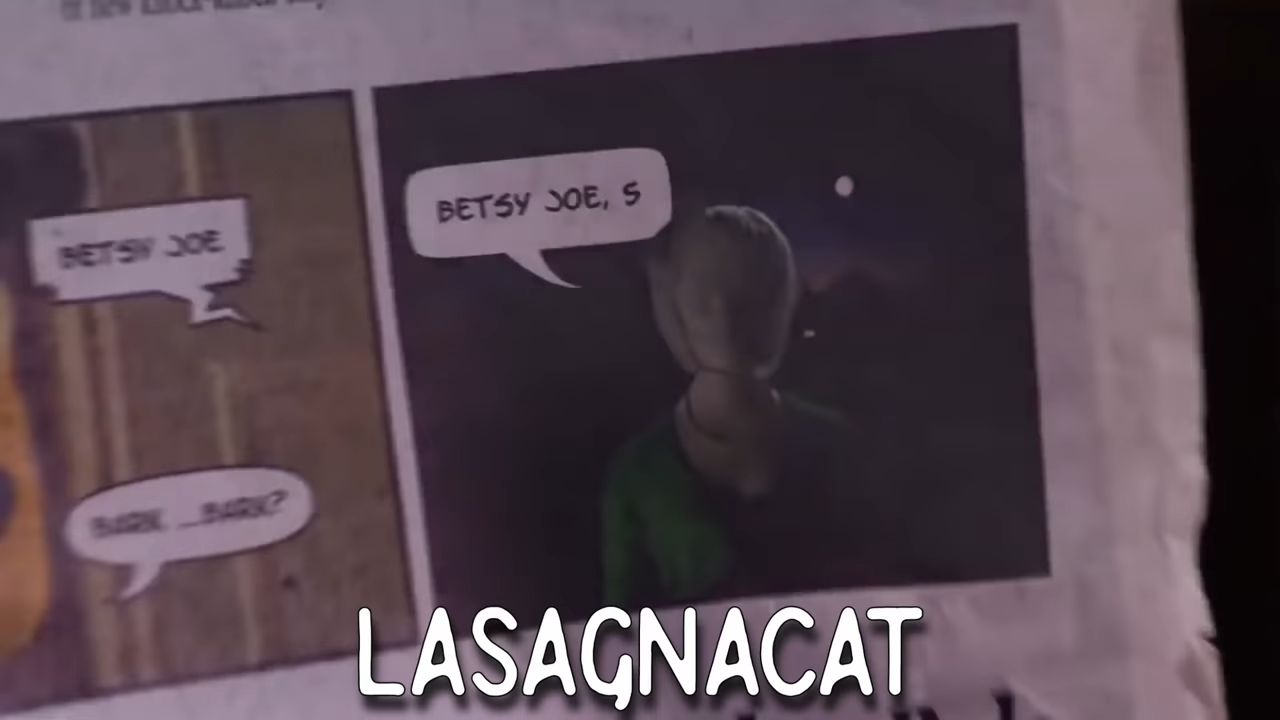 BETSY JOE
BETSY JOE, S
BARK ...BARK?
LASAGNACAT